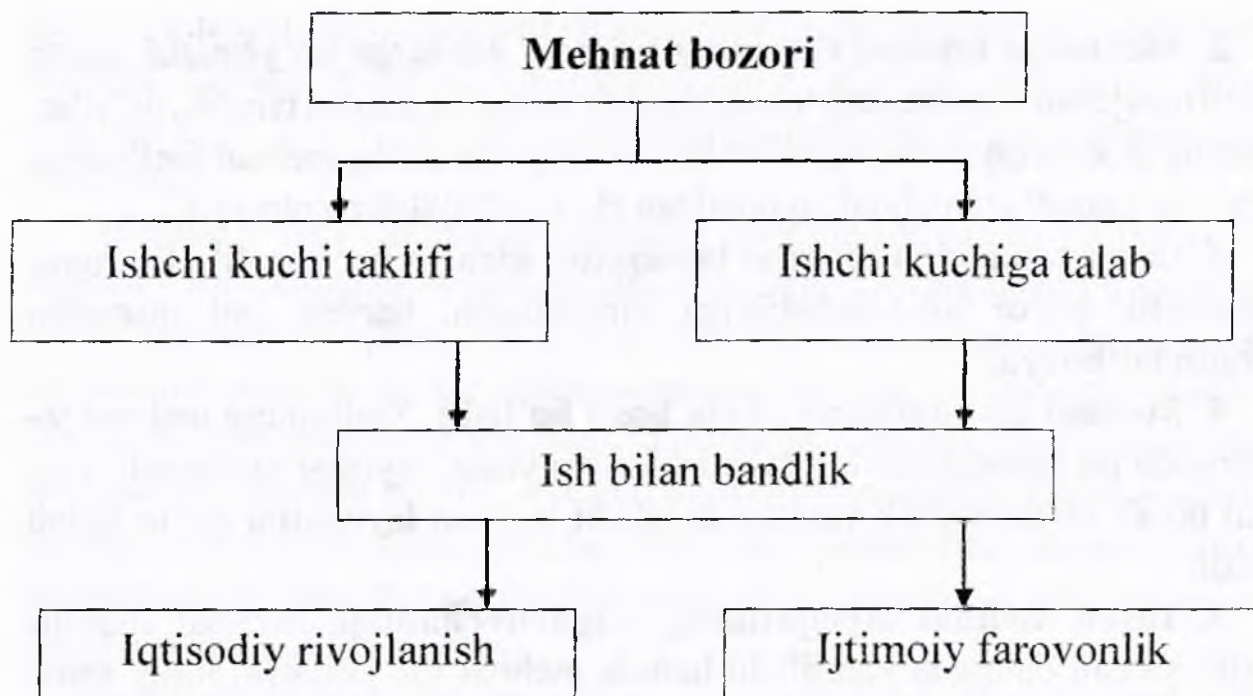 Mehnat bozori
Ishchi kuchi taklifi
Ishchi kuchiga talab
Ish bilan bandlik
Iqtisodiy rivojlanish
Ijtimoiy farovonlik